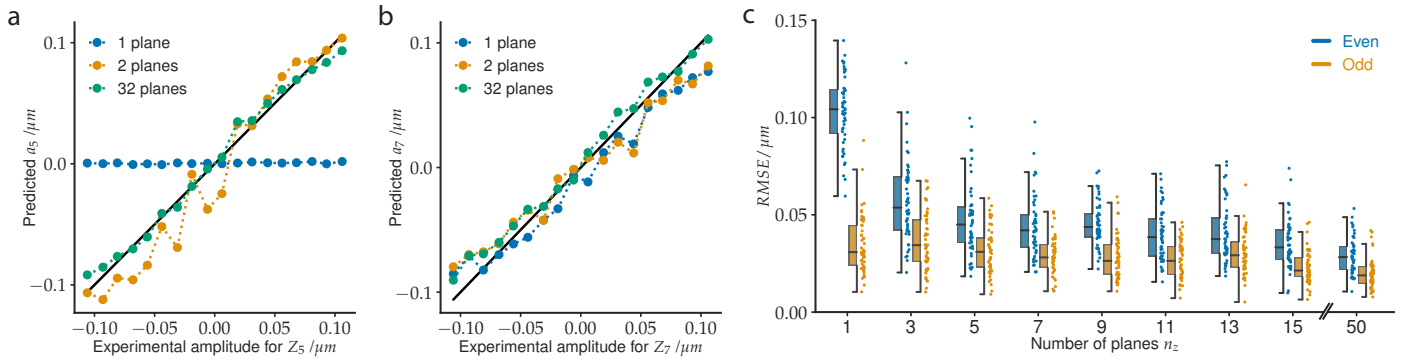 a
0.1
0.0
−0.1
Predicted a5 /μm
1 plane
2 planes
32 planes
−0.10 −0.05 0.00 0.05 0.10
Experimental amplitude for Z5 /μm
b
0.1
0.0
−0.1
Predicted a7 /μm
1 plane
2 planes
32 planes
−0.10 −0.05 0.00 0.05 0.10
Experimental amplitude for Z7 /μm
c
0.15
0.10
0.05
0.00
RMSE / μm
Even
Odd
1 3 5 7 9 11 13 15 50
Number of planes nz